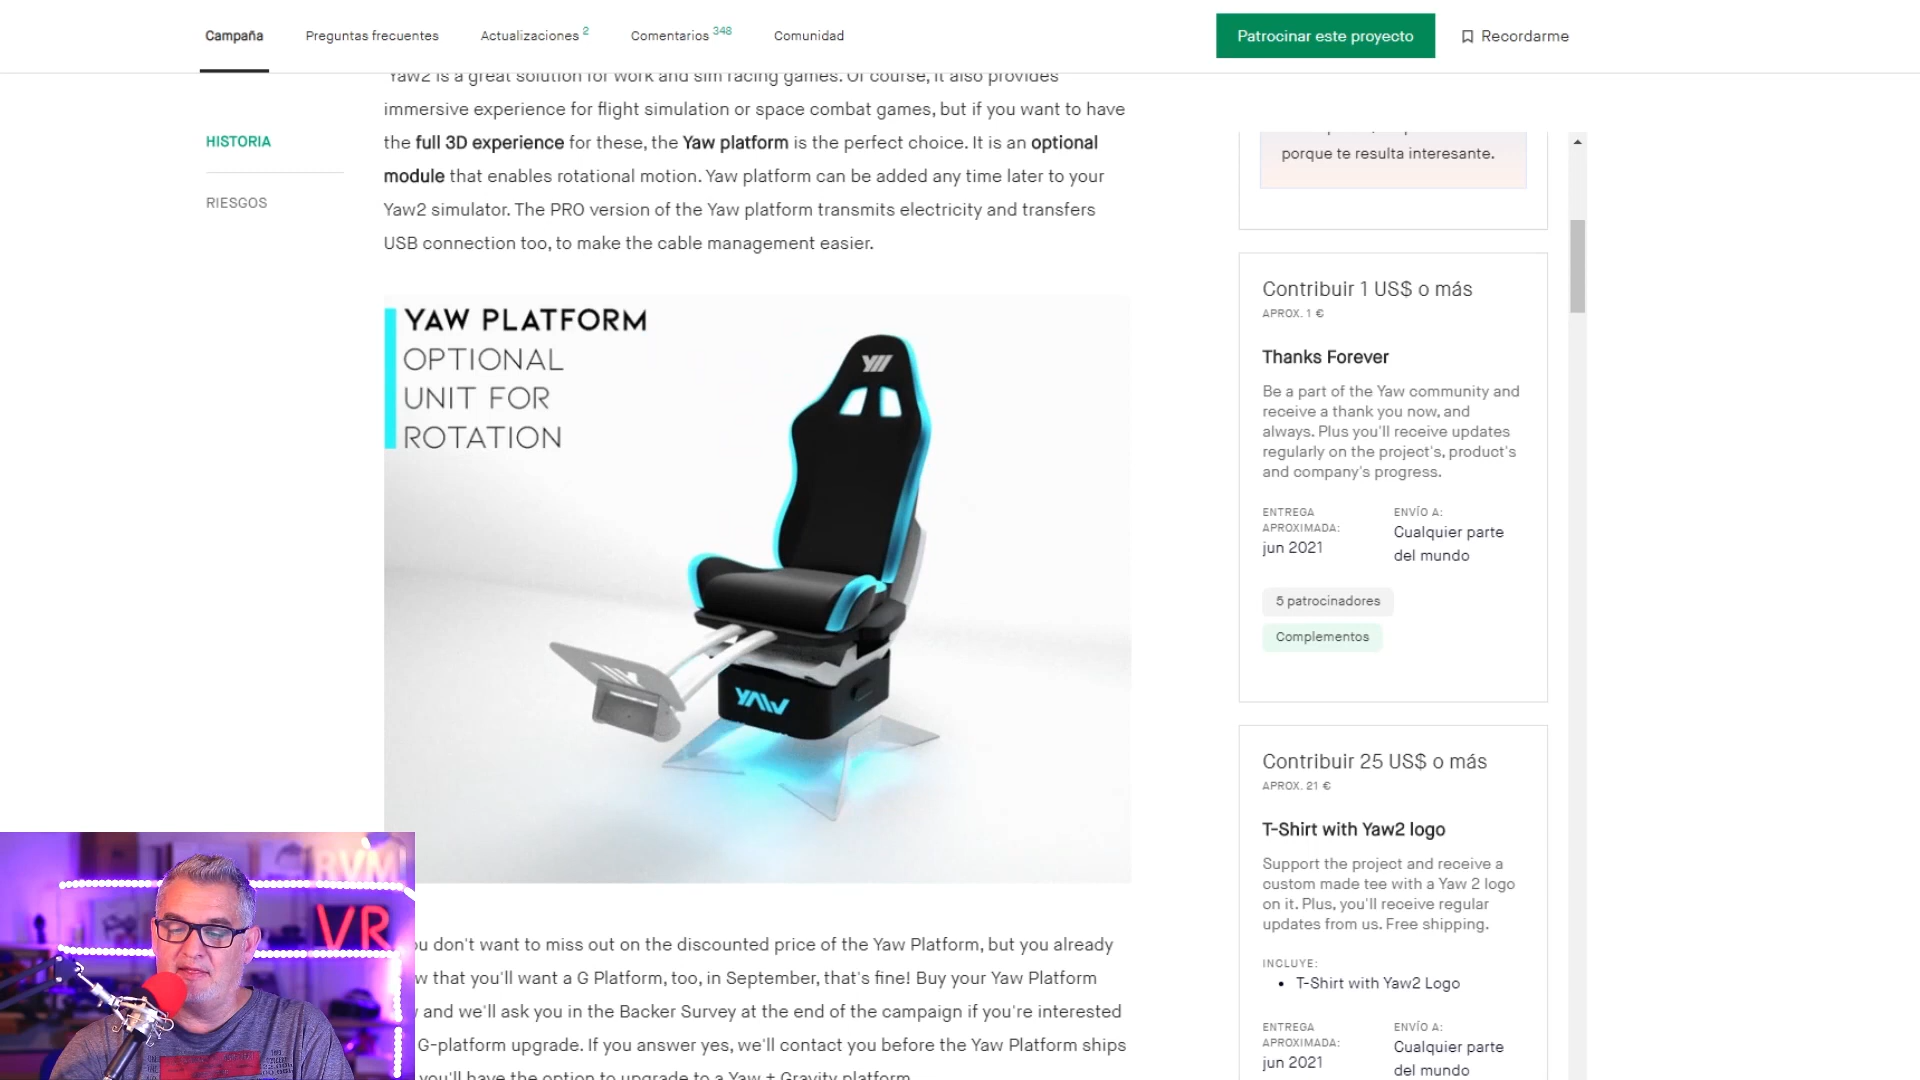 Campaña
Preguntas frecuentes
Actualizaciones 2
Comentarios 348
Comunidad
Patrocinar este proyecto
Recordarme
HISTORIA
RIESGOS
Yaw2 is a great solution for work and sim racing games. Of course, it also provides
immersive experience for flight simulation or space combat games, but if you want to have
the full 3D experience for these, the Yaw platform is the perfect choice. It is an optional
module that enables rotational motion. Yaw platform can be added any time later to your
Yaw2 simulator. The PRO version of the Yaw platform transmits electricity and transfers
USB connection too, to make the cable management easier.
YAW PLATFORM
OPTIONAL
UNIT FOR
ROTATION
YAW
don't want to miss out on the discounted price of the Yaw Platform, but you already
that you'll want a G Platform, too, in September, that's fine! Buy your Yaw Platform
and we'll ask you in the Backer Survey at the end of the campaign if you're interested
G-platform upgrade. If you answer yes, we'll contact you before the Yaw Platform ships
you'll have the option to upgrade to a Yaw + Gravity platform.
RVM
VR
porque te resulta interesante.
Contribuir 1 US$ o más
APROX. 1 €
Thanks Forever
Be a part of the Yaw community and
receive a thank you now, and
always. Plus you'll receive updates
regularly on the project's, product's
and company's progress.
ENTREGA
APROXIMADA:
jun 2021
ENVÍO A:
Cualquier parte
del mundo
5 patrocinadores
Complementos
Contribuir 25 US$ o más
APROX. 21 €
T-Shirt with Yaw2 logo
Support the project and receive a
custom made tee with a Yaw 2 logo
on it. Plus, you'll receive regular
updates from us. Free shipping.
INCLUYE:
• T-Shirt with Yaw2 Logo
ENTREGA
APROXIMADA:
jun 2021
ENVÍO A:
Cualquier parte
del mundo